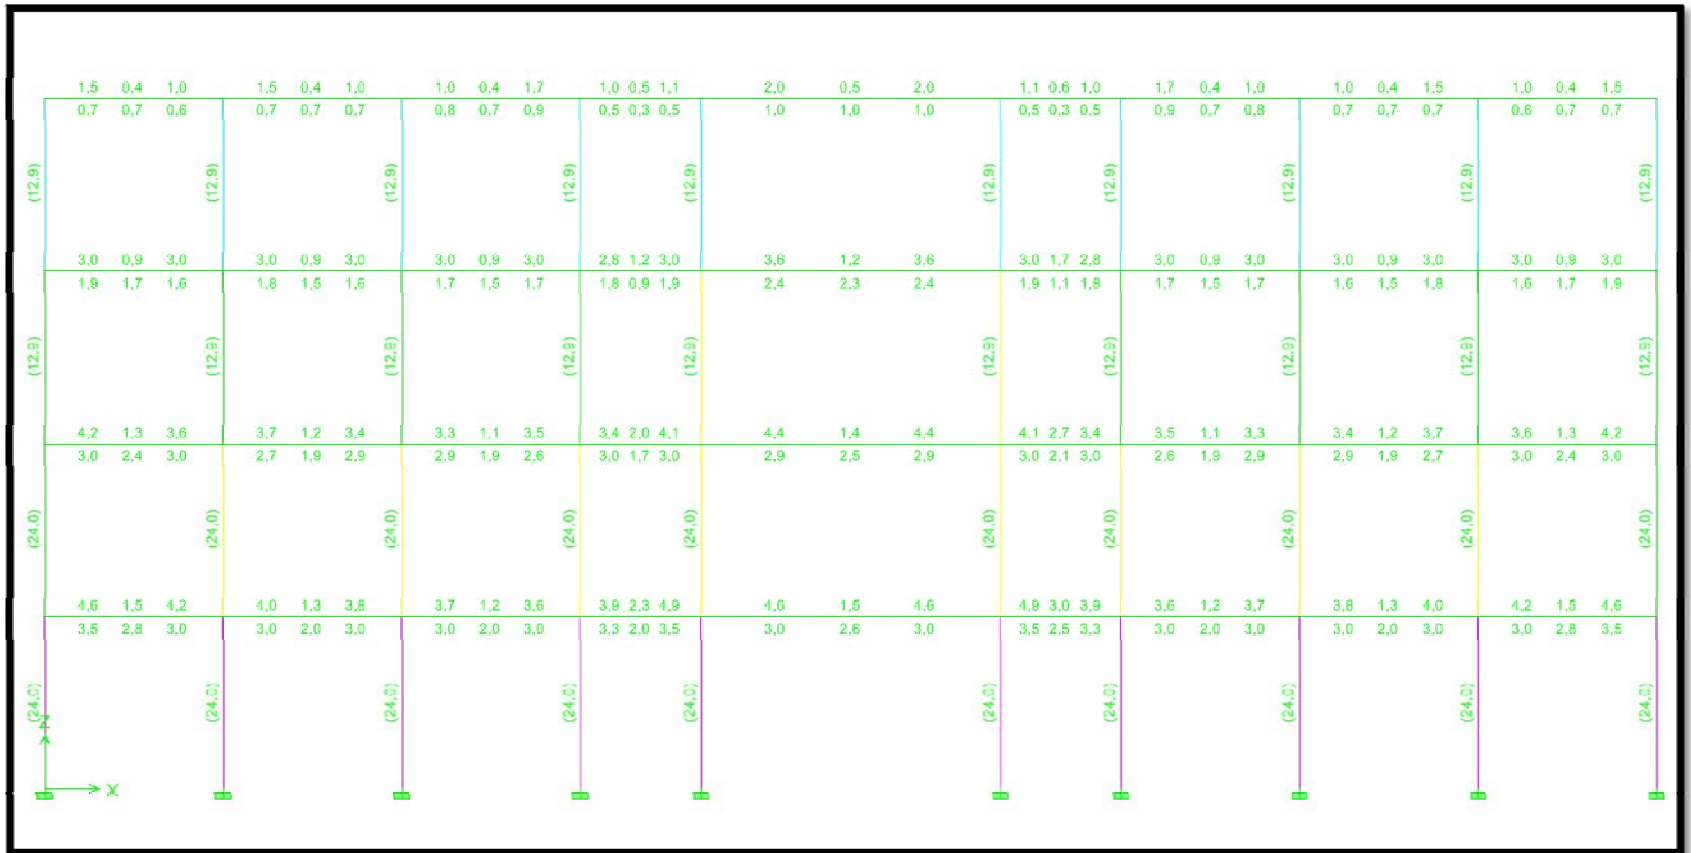 1,5 0,4 1,0 1,5 0,4 1,0 1,0 0,4 1,7 1,0 0,5 1,1 2,0 0,5 2,0 1,1 0,6 1,0 1,7 0,4 1,0 1,0 0,4 1,5 1,0 0,4 1,5
0,7 0,7 0,6 0,7 0,7 0,7 0,8 0,7 0,9 0,5 0,3 0,5 1,0 1,0 1,0 0,5 0,3 0,5 0,9 0,7 0,8 0,7 0,7 0,7 0,6 0,7 0,7
(12,9) (12,9) (12,9) (12,9) (12,9) (12,9) (12,9) (12,9) (12,9) (12,9)
3,0 0,9 3,0 3,0 0,9 3,0 3,0 0,9 3,0 2,8 1,2 3,0 3,6 1,2 3,6 3,0 1,7 2,8 3,0 0,9 3,0 3,0 0,9 3,0 3,0 0,9 3,0
1,9 1,7 1,6 1,8 1,5 1,6 1,7 1,5 1,7 1,8 0,9 1,9 2,4 2,3 2,4 1,9 1,1 1,8 1,7 1,5 1,7 1,6 1,5 1,8 1,6 1,7 1,9
(12,9) (12,9) (12,9) (12,9) (12,9) (12,9) (12,9) (12,9) (12,9) (12,9)
4,2 1,3 3,6 3,7 1,2 3,4 3,3 1,1 3,5 3,4 2,0 4,1 4,4 1,4 4,4 4,1 2,7 3,4 3,5 1,1 3,3 3,4 1,2 3,7 3,6 1,3 4,2
3,0 2,4 3,0 2,7 1,9 2,9 2,9 1,9 2,6 3,0 1,7 3,0 2,9 2,5 2,9 3,0 2,1 3,0 2,6 1,9 2,9 2,9 1,9 2,7 3,0 2,4 3,0
(24,0) (24,0) (24,0) (24,0) (24,0) (24,0) (24,0) (24,0) (24,0) (24,0)
4,6 1,5 4,2 4,0 1,3 3,8 3,7 1,2 3,6 3,9 2,3 4,9 4,6 1,5 4,6 4,9 3,0 3,9 3,6 1,2 3,7 3,8 1,3 4,0 4,2 1,5 4,6
3,5 2,8 3,0 3,0 2,0 3,0 3,0 2,0 3,0 3,3 2,0 3,5 3,0 2,6 3,0 3,5 2,5 3,3 3,0 2,0 3,0 3,0 2,0 3,0 3,0 2,8 3,5
(24,0) (24,0) (24,0) (24,0) (24,0) (24,0) (24,0) (24,0) (24,0) (24,0)
Z
X